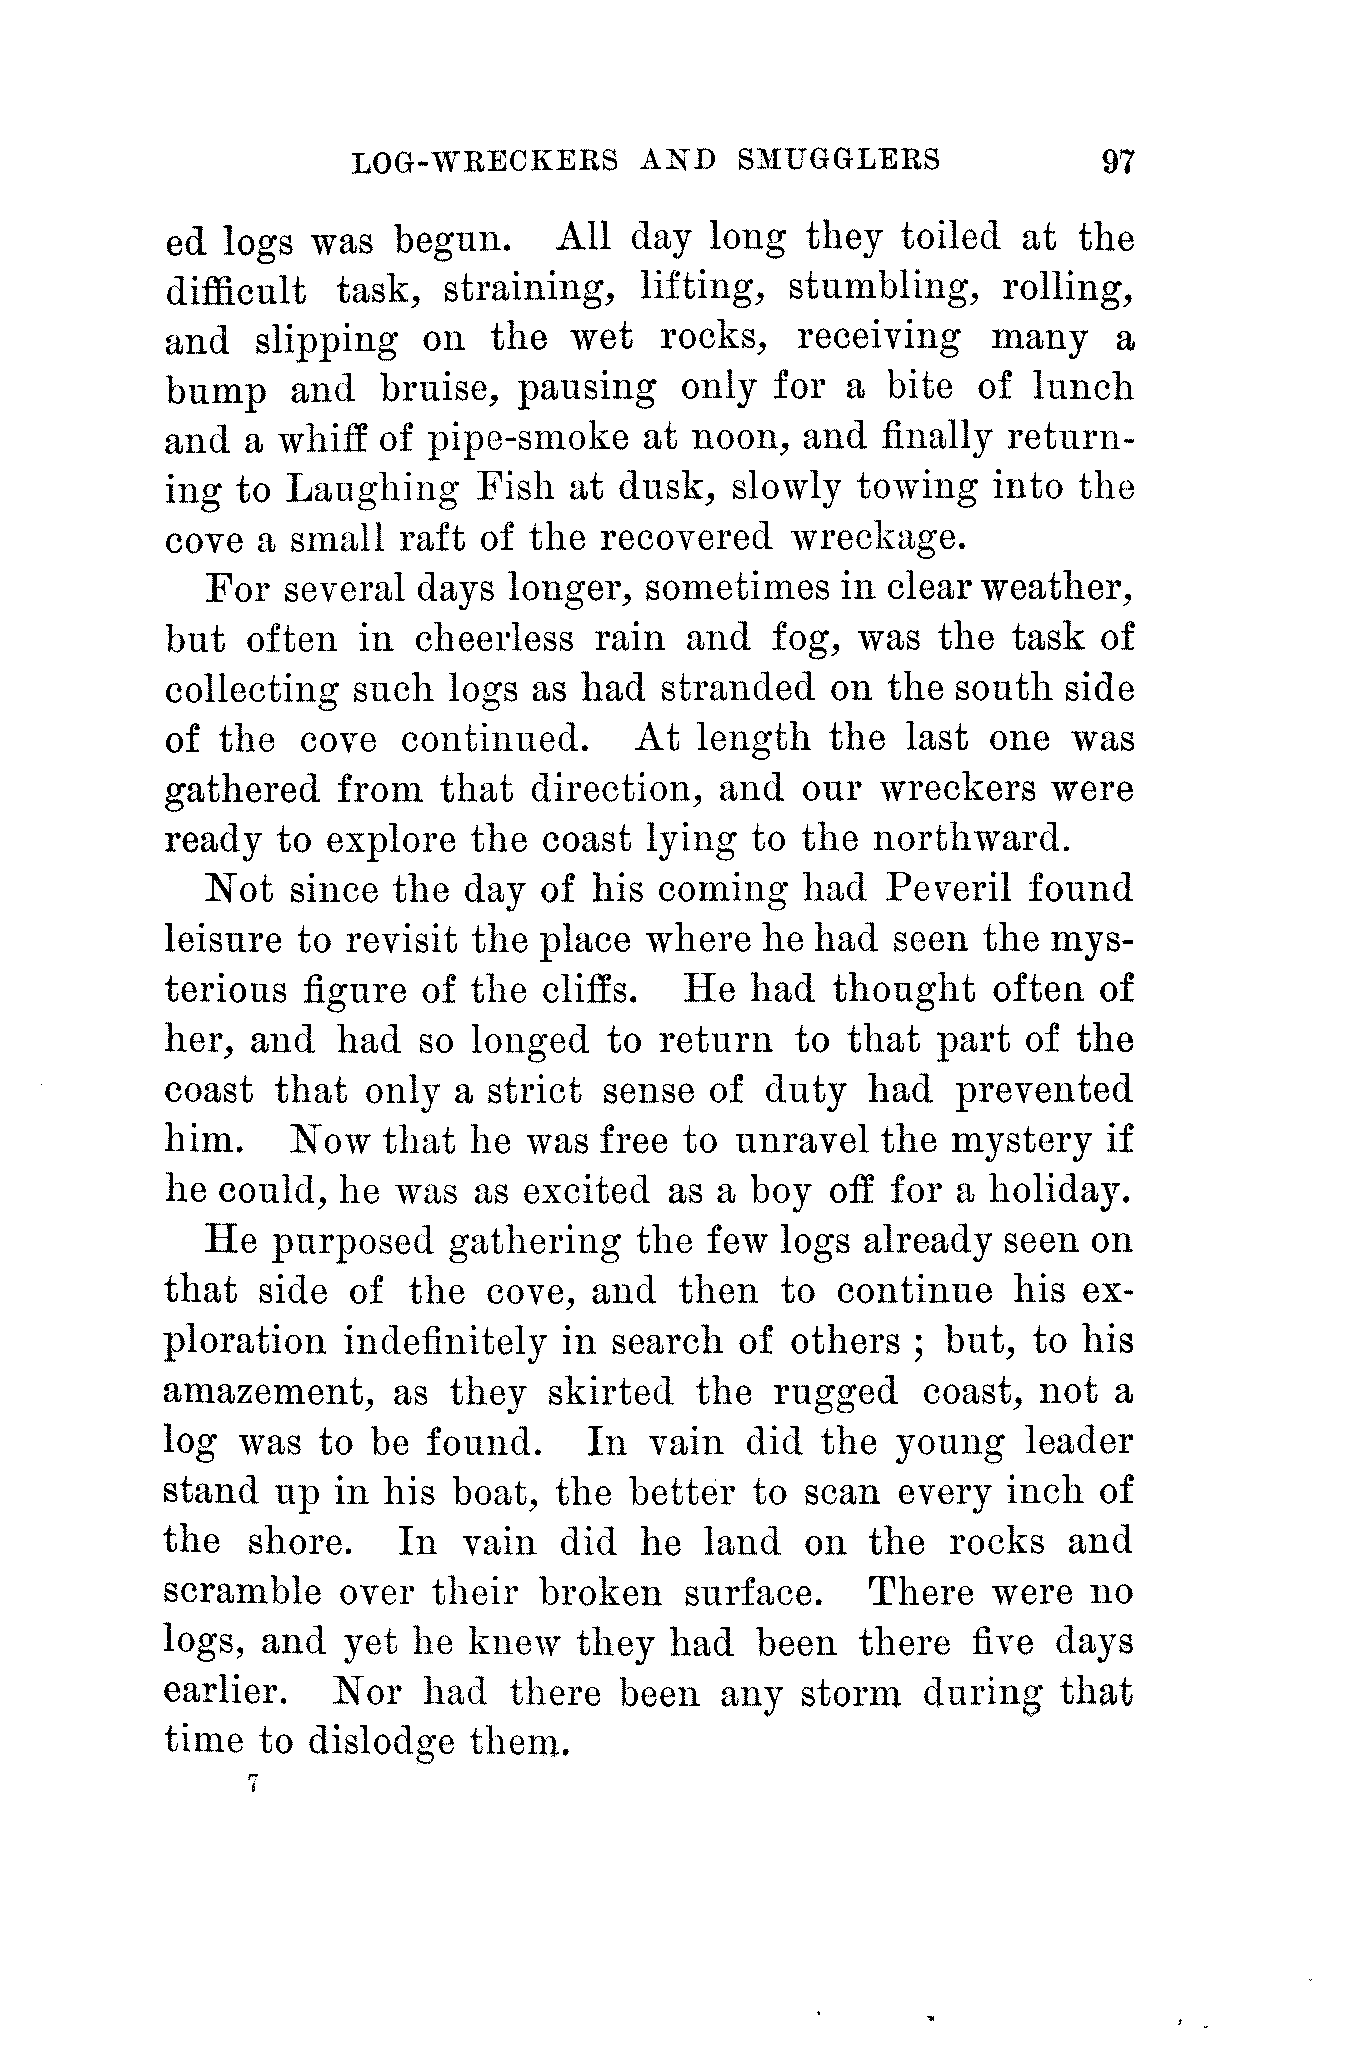 LOG-WRECKERS AND SMUGGLERS 97
ed logs was begun. All day long they toiled at the
difficult task, straining, lifting, stumbling, rolling,
and slipping on the wet rocks, receiving many a
bump and bruise, pausing only for a bite of lunch
and a whiff of pipe-smoke at noon, and finally return-
ing to Laughing Fish at dusk, slowly towing into the
cove a small raft of the recovered wreckage.
For several days longer, sometimes in clear weather,
but often in cheerless rain and fog, was the task of
collecting such logs as had stranded on the south side
of the cove continued. At length the last one was
gathered from that direction, and our wreckers were
ready to explore the coast lying to the northward.
Not since the day of his coming had Peveril found
leisure to revisit the place where he had seen the mys-
terious figure of the cliffs. He had thought often of
her, and had so longed to return to that part of the
coast that only a strict sense of duty had prevented
him. Now that he was free to unravel the mystery if
he could, he was as excited as a boy off for a holiday.
He purposed gathering the few logs already seen on
that side of the cove, and then to continue his ex-
ploration indefinitely in search of others ; but, to his
amazement, as they skirted the rugged coast, not a
log was to be found. In vain did the young leader
stand up in his boat, the better to scan every inch of
the shore. In vain did he land on the rocks and
scramble over their broken surface. There were no
logs, and yet he knew they had been there five days
earlier. Nor had there been any storm during that
time to dislodge them.
7